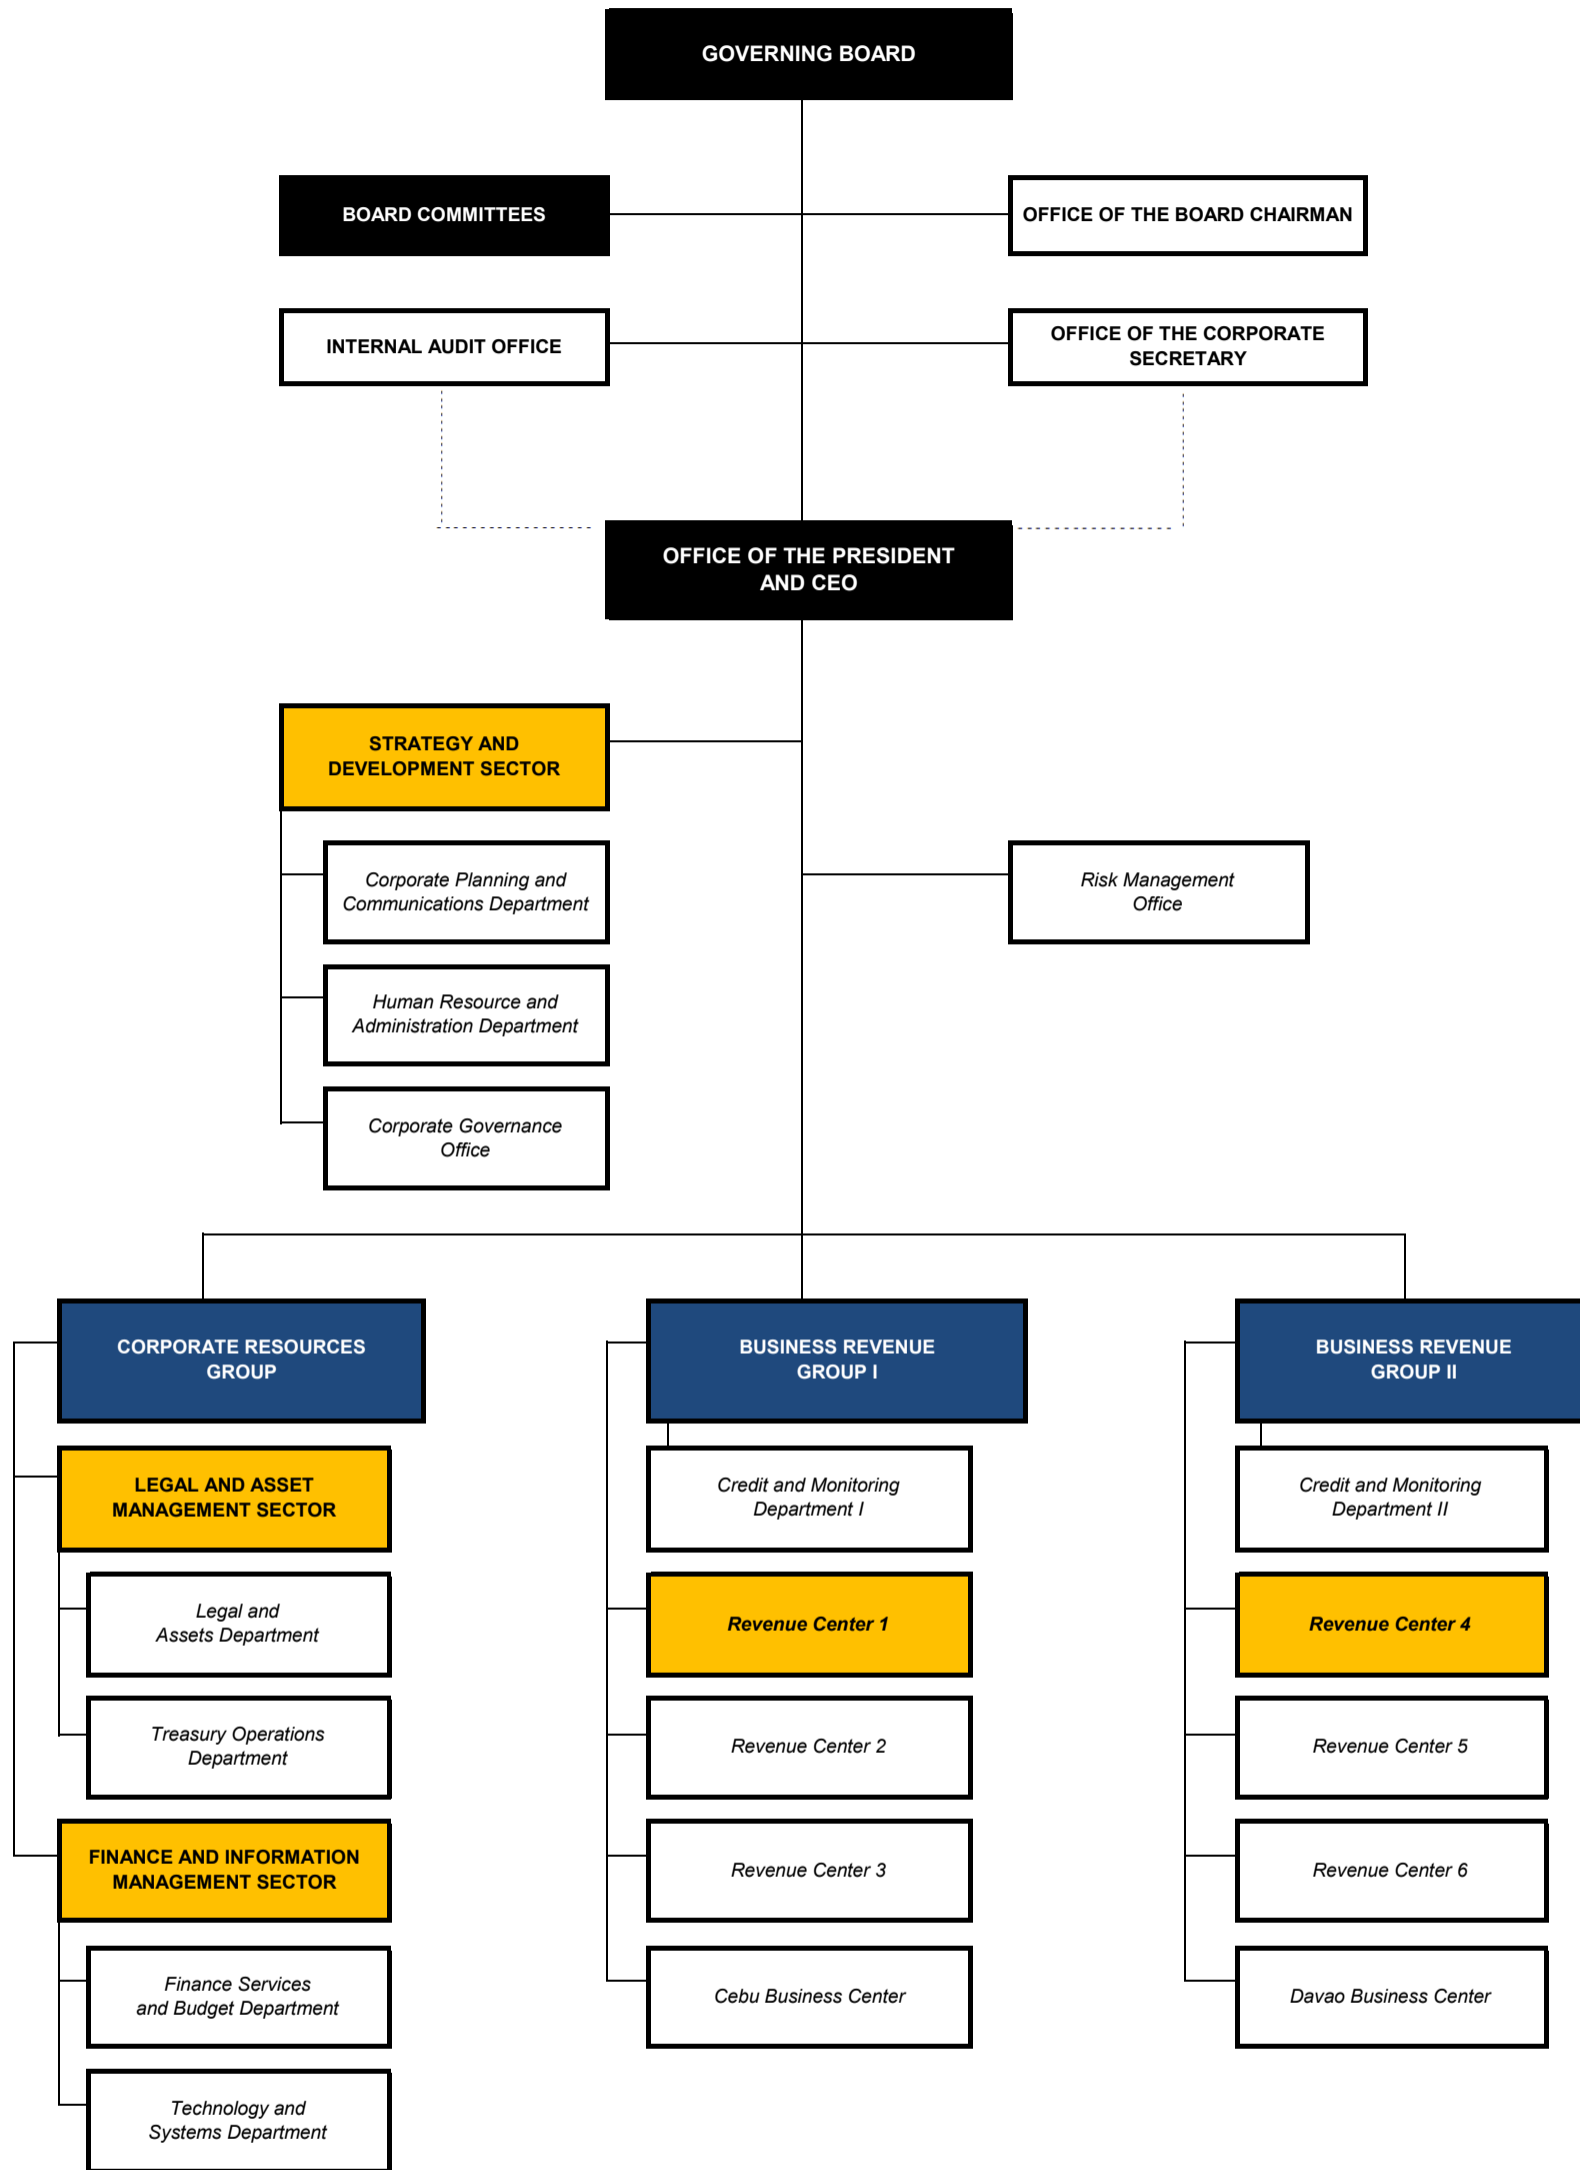 GOVERNING BOARD
BOARD COMMITTEES
OFFICE OF THE BOARD CHAIRMAN
INTERNAL AUDIT OFFICE
OFFICE OF THE CORPORATE
SECRETARY
OFFICE OF THE PRESIDENT
AND CEO
STRATEGY AND
DEVELOPMENT SECTOR
Corporate Planning and
Communications Department
Risk Management
Office
Human Resource and
Administration Department
Corporate Governance
Office
CORPORATE RESOURCES
GROUP
LEGAL AND ASSET
MANAGEMENT SECTOR
Legal and
Assets Department
Treasury Operations
Department
FINANCE AND INFORMATION
MANAGEMENT SECTOR
Finance Services
and Budget Department
Technology and
Systems Department
BUSINESS REVENUE
GROUP I
Credit and Monitoring
Department I
Revenue Center 1
Revenue Center 2
Revenue Center 3
Cebu Business Center
BUSINESS REVENUE
GROUP II
Credit and Monitoring
Department II
Revenue Center 4
Revenue Center 5
Revenue Center 6
Davao Business Center